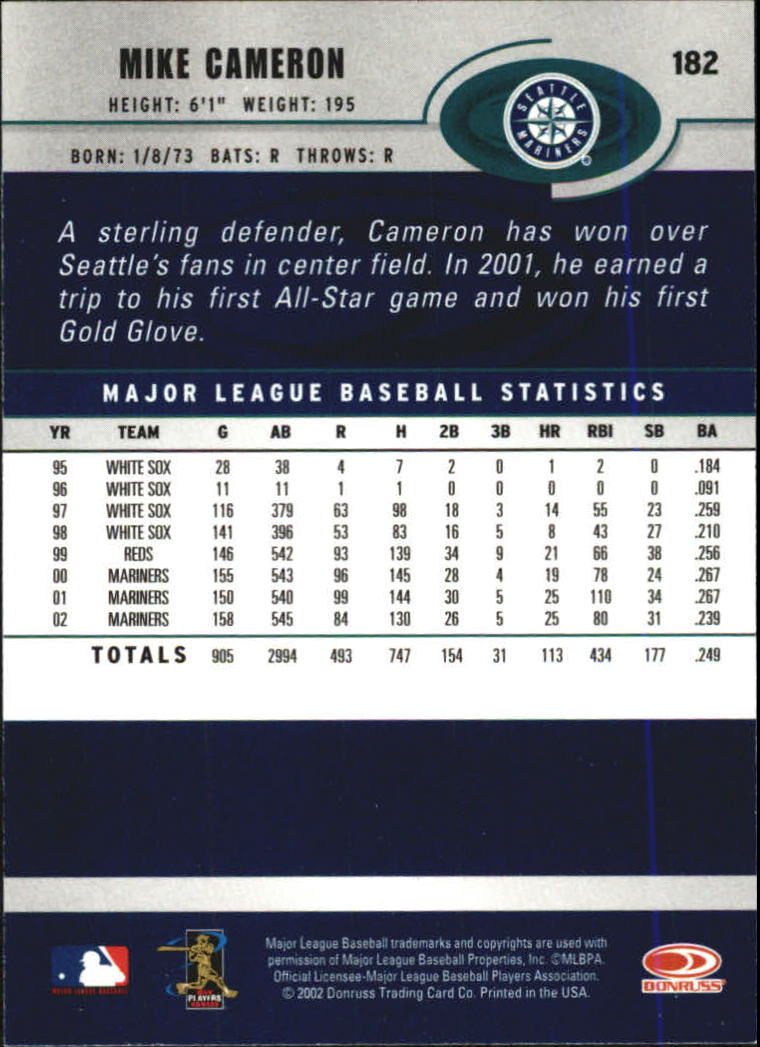 MIKE CAMERON
182
HEIGHT: 6'1" WEIGHT: 195
SEATTLE MARINERS
BORN: 1/8/73 BATS: R THROWS: R
A sterling defender, Cameron has won over
Seattle's fans in center field. In 2001, he earned a
trip to his first All-Star game and won his first
Gold Glove.
MAJOR LEAGUE BASEBALL STATISTICS
YR TEAM G AB R H 2B 3B HR RBI SB BA
95 WHITE SOX 28 38 4 7 2 0 1 2 0 .184
96 WHITE SOX 11 11 1 1 0 0 0 0 0 .091
97 WHITE SOX 116 379 63 98 18 3 14 55 23 .259
98 WHITE SOX 141 396 53 83 16 5 8 43 27 .210
99 REDS 146 542 93 139 34 9 21 66 38 .256
00 MARINERS 155 543 96 145 28 4 19 78 24 .267
01 MARINERS 150 540 99 144 30 5 25 110 34 .267
02 MARINERS 158 545 84 130 26 5 25 80 31 .239
TOTALS 905 2994 493 747 154 31 113 434 177 .249
Major League Baseball trademarks and copyrights are used with
permission of Major League Baseball Properties, Inc. ©MLBPA.
Official Licensee-Major League Baseball Players Association.
© 2002 Donruss Trading Card Co. Printed in the USA.
MAJOR LEAGUE BASEBALL
PLAYERS
DONRUSS